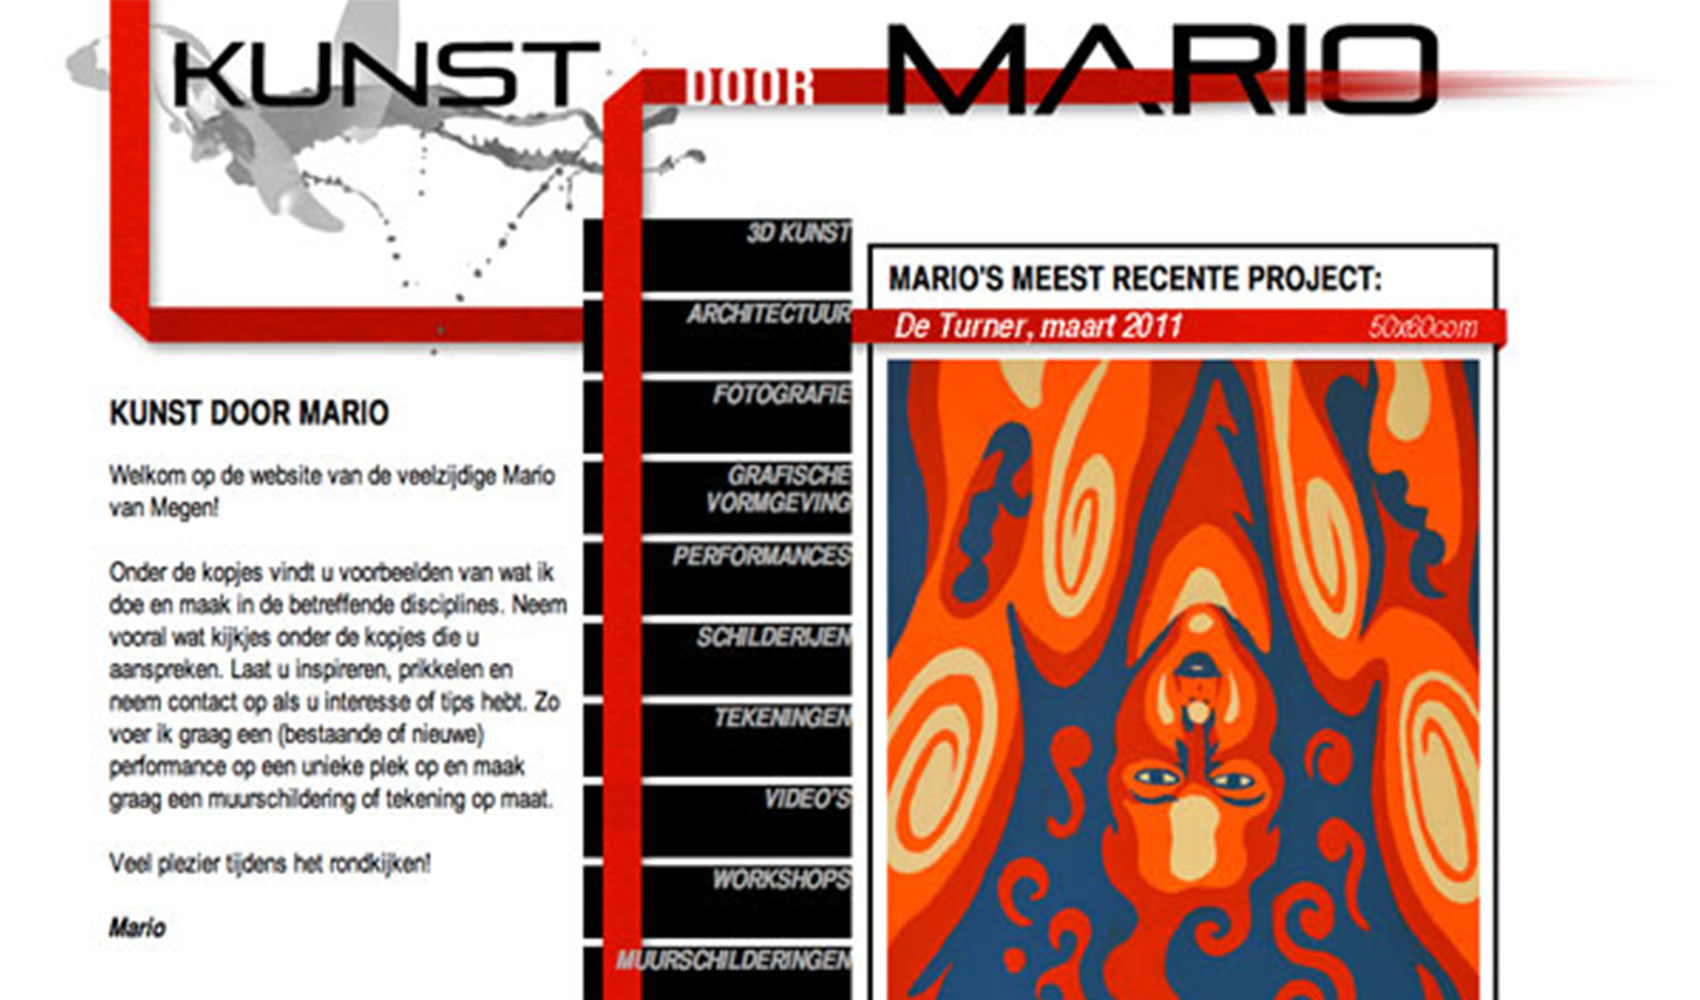 KUNST DOOR MARIO
KUNST DOOR MARIO
Welkom op de website van de veelzijdige Mario
van Megen!
Onder de kopjes vindt u voorbeelden van wat ik
doe en maak in de betreffende disciplines. Neem
vooral wat kijkjes onder de kopjes die u
aanspreken. Laat u inspireren, prikkelen en
neem contact op als u interesse of tips hebt. Zo
voer ik graag een (bestaande of nieuwe)
performance op een unieke plek op en maak
graag een muurschildering of tekening op maat.
Veel plezier tijdens het rondkijken!
Mario
3D KUNST
ARCHITECTUUR
FOTOGRAFIE
GRAFISCHE
VORMGEVING
PERFORMANCES
SCHILDERIJEN
TEKENINGEN
VIDEO'S
WORKSHOPS
MUURSCHILDERINGEN
MARIO'S MEEST RECENTE PROJECT:
De Turner, maart 2011 50x60com